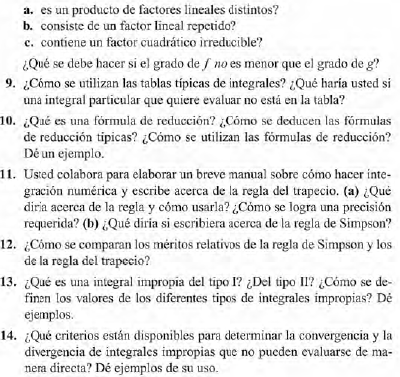 a. es un producto de factores lineales distintos?
b. consiste de un factor lineal repetido?
c. contiene un factor cuadrático irreducible?
¿Qué se debe hacer si el grado de f no es menor que el grado de g?
9. ¿Cómo se utilizan las tablas típicas de integrales? ¿Qué haría usted si
una integral particular que quiere evaluar no está en la tabla?
10. ¿Qué es una fórmula de reducción? ¿Cómo se deducen las fórmulas
de reducción típicas? ¿Cómo se utilizan las fórmulas de reducción?
Dé un ejemplo.
11. Usted colabora para elaborar un breve manual sobre cómo hacer inte-
gración numérica y escribe acerca de la regla del trapecio. (a) ¿Qué
diría acerca de la regla y cómo usarla? ¿Cómo se logra una precisión
requerida? (b) ¿Qué diría si escribiera acerca de la regla de Simpson?
12. ¿Cómo se comparan los méritos relativos de la regla de Simpson y los
de la regla del trapecio?
13. ¿Qué es una integral impropia del tipo I? ¿Del tipo II? ¿Cómo se de-
finen los valores de los diferentes tipos de integrales impropias? Dé
ejemplos.
14. ¿Qué criterios están disponibles para determinar la convergencia y la
divergencia de integrales impropias que no pueden evaluarse de ma-
nera directa? Dé ejemplos de su uso.